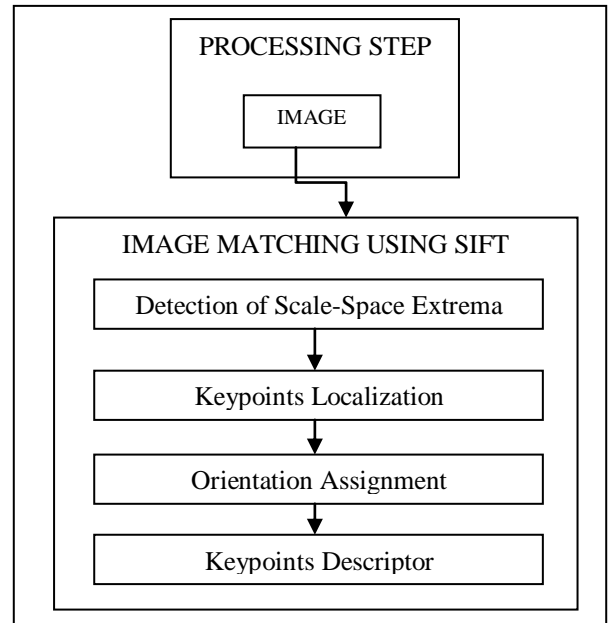 PROCESSING STEP
IMAGE
IMAGE MATCHING USING SIFT
Detection of Scale-Space Extrema
Keypoints Localization
Orientation Assignment
Keypoints Descriptor